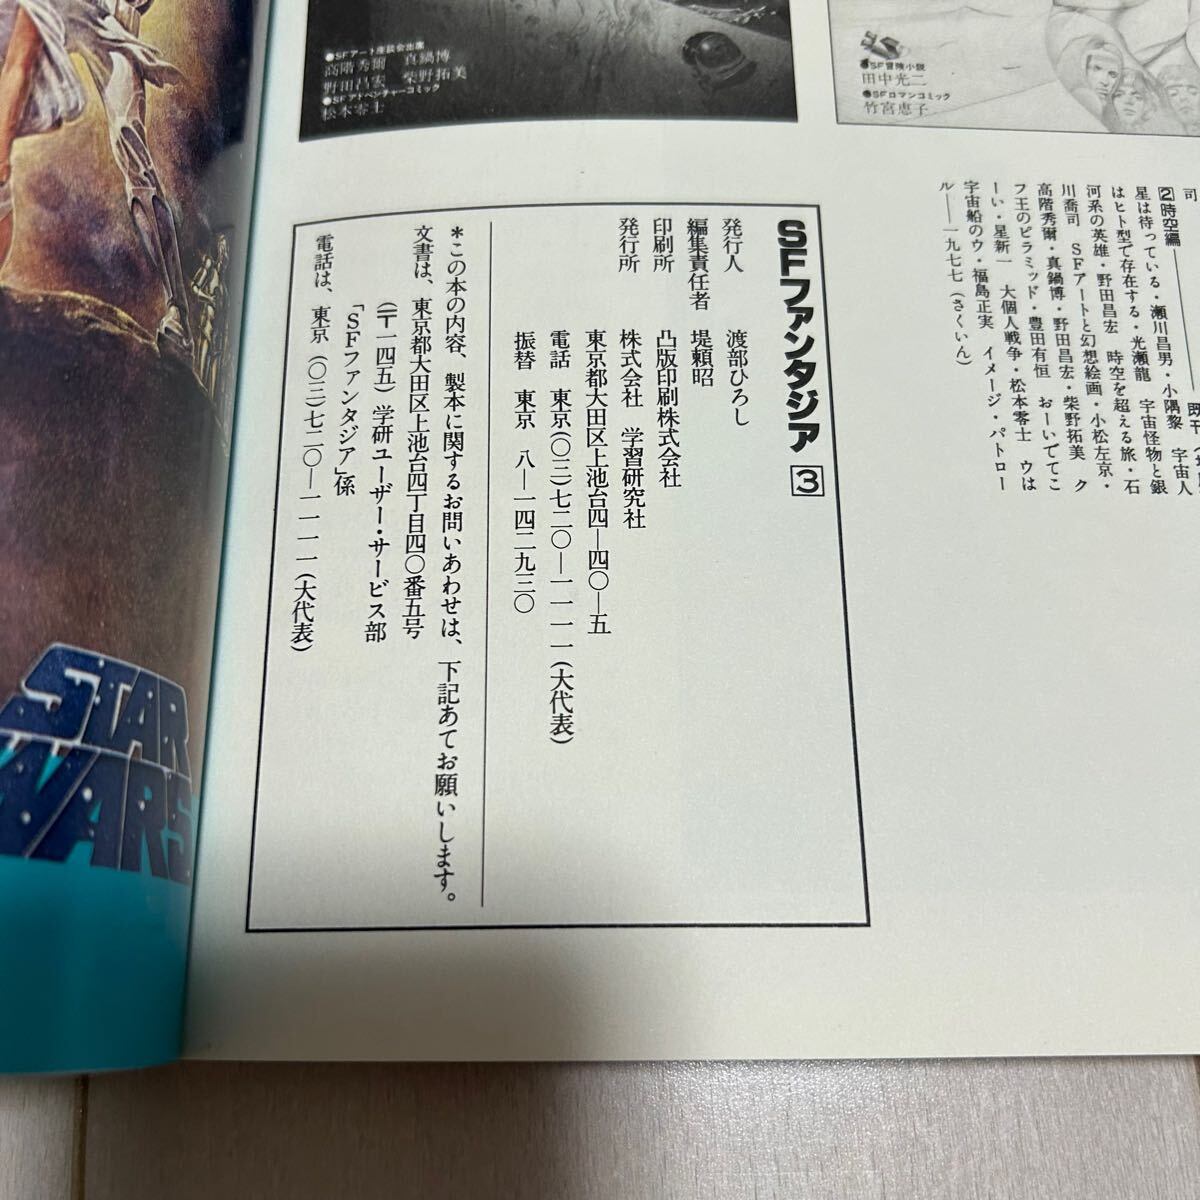 ●SFアート座談会出席
高階秀爾　真鍋博
野田昌宏　柴野拓美
●SFアドベンチャーコミック
松本零士
●SF冒険小説
田中光二
●SFロマンコミック
竹宮恵子
司
2時空編――既刊
星は待っている・瀬川昌男・小隅黎　宇宙人
はヒト型で存在する・光瀬龍　宇宙怪物と銀
河系の英雄・野田昌宏　時空を超える旅・石
川喬司　SFアートと幻想絵画・小松左京・
高階秀爾・真鍋博・野田昌宏・柴野拓美　ク
フ王のピラミッド・豊田有恒　おーいでてこ
ーい・星新一　大個人戦争・松本零士　ウは
宇宙船のウ・福島正実　イメージ・パトロー
ル――一九七七（さくいん）
SFファンタジア 3
発行人　渡部ひろし
編集責任者　堤頼昭
印刷所　凸版印刷株式会社
発行所　株式会社　学習研究社
東京都大田区上池台四―四〇―五
電話　東京（〇三）七二〇―一一一一（大代表）
振替　東京　八―一四二九三〇
＊この本の内容、製本に関するお問いあわせは、下記あてお願いします。
文書は、東京都大田区上池台四丁目四〇番五号
（〒一四五）学研ユーザー・サービス部
「SFファンタジア」係
電話は、東京（〇三）七二〇―一一一一（大代表）
STAR
WARS